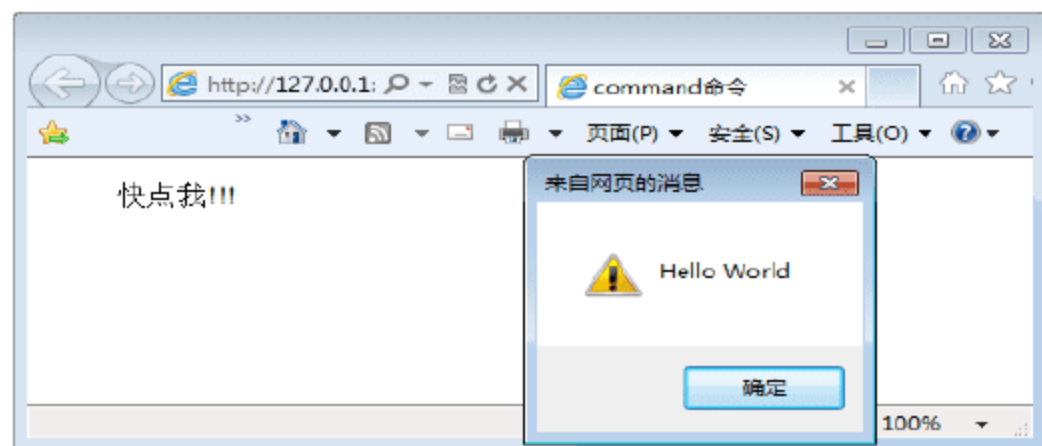 http://127.0.0.1:
command命令
页面(P)
安全(S)
工具(O)
快点我!!!
来自网页的消息
Hello World
确定
100%